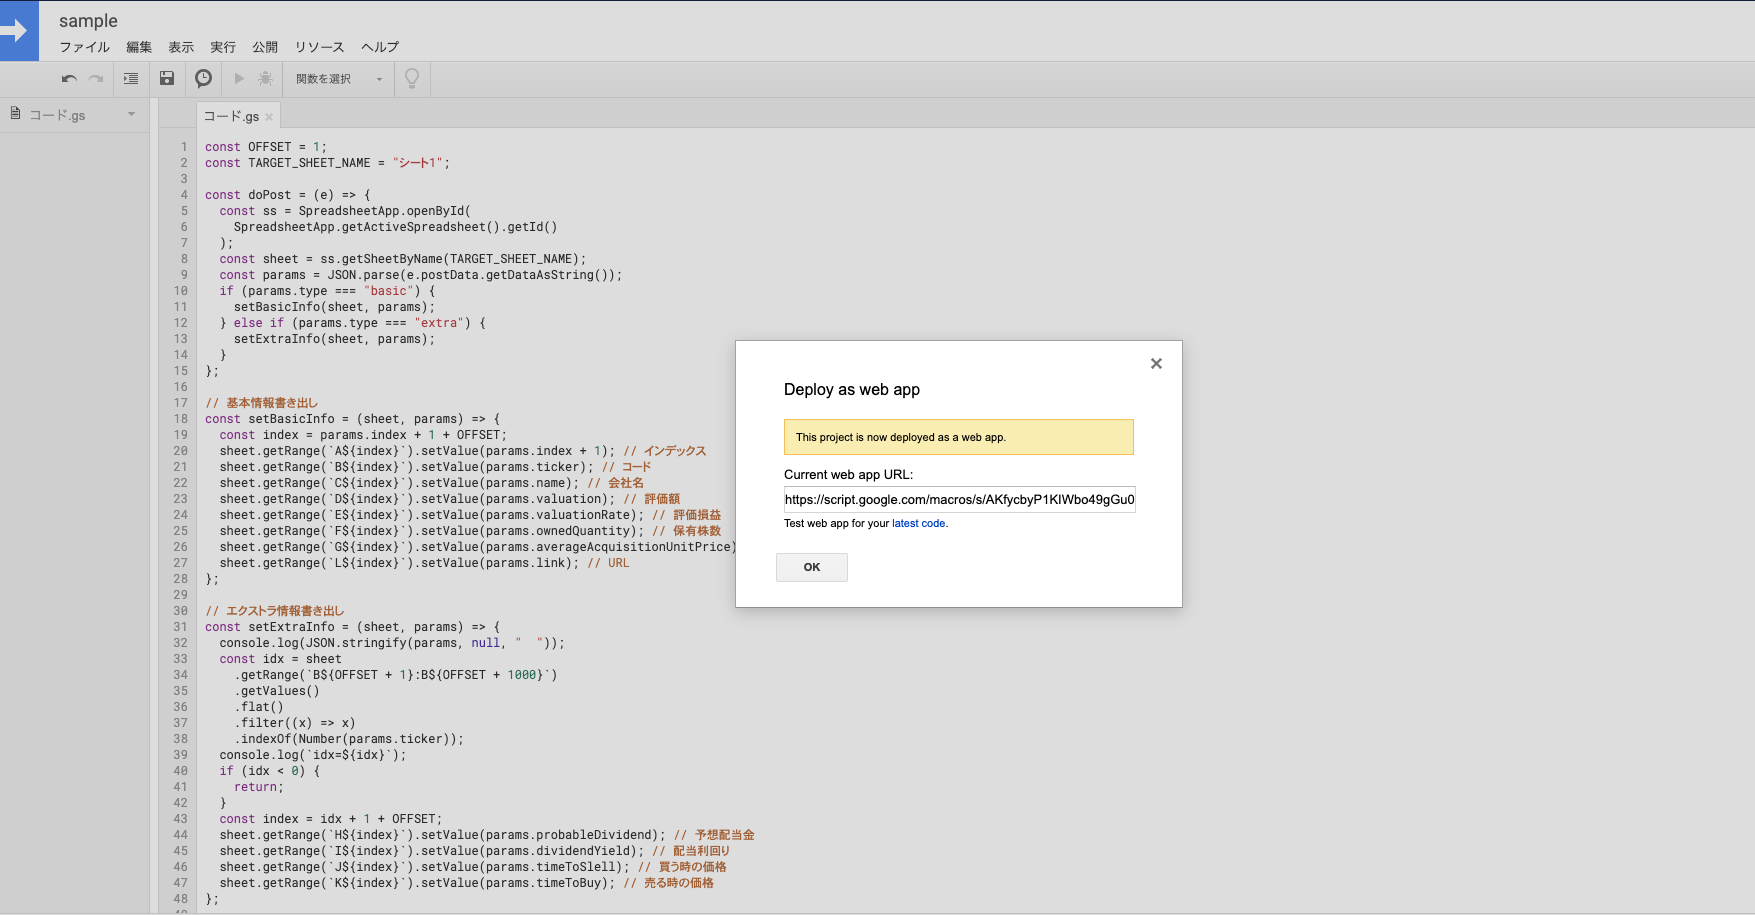 sample
ファイル 編集 表示 実行 公開 リソース ヘルプ
関数を選択
コード.gs
コード.gs
1 const OFFSET = 1;
2 const TARGET_SHEET_NAME = "シート1";
3
4 const doPost = (e) => {
5 const ss = SpreadsheetApp.openById(
6 SpreadsheetApp.getActiveSpreadsheet().getId()
7 );
8 const sheet = ss.getSheetByName(TARGET_SHEET_NAME);
9 const params = JSON.parse(e.postData.getDataAsString());
10 if (params.type === "basic") {
11 setBasicInfo(sheet, params);
12 } else if (params.type === "extra") {
13 setExtraInfo(sheet, params);
14 }
15 };
16
17 // 基本情報書き出し
18 const setBasicInfo = (sheet, params) => {
19 const index = params.index + 1 + OFFSET;
20 sheet.getRange(`A${index}`).setValue(params.index + 1); // インデックス
21 sheet.getRange(`B${index}`).setValue(params.ticker); // コード
22 sheet.getRange(`C${index}`).setValue(params.name); // 会社名
23 sheet.getRange(`D${index}`).setValue(params.valuation); // 評価額
24 sheet.getRange(`E${index}`).setValue(params.valuationRate); // 評価損益
25 sheet.getRange(`F${index}`).setValue(params.ownedQuantity); // 保有株数
26 sheet.getRange(`G${index}`).setValue(params.averageAcquisitionUnitPrice)
27 sheet.getRange(`L${index}`).setValue(params.link); // URL
28 };
29
30 // エクストラ情報書き出し
31 const setExtraInfo = (sheet, params) => {
32 console.log(JSON.stringify(params, null, "  "));
33 const idx = sheet
34 .getRange(`B${OFFSET + 1}:B${OFFSET + 1000}`)
35 .getValues()
36 .flat()
37 .filter((x) => x)
38 .indexOf(Number(params.ticker));
39 console.log(`idx=${idx}`);
40 if (idx < 0) {
41 return;
42 }
43 const index = idx + 1 + OFFSET;
44 sheet.getRange(`H${index}`).setValue(params.probableDividend); // 予想配当金
45 sheet.getRange(`I${index}`).setValue(params.dividendYield); // 配当利回り
46 sheet.getRange(`J${index}`).setValue(params.timeToSlell); // 買う時の価格
47 sheet.getRange(`K${index}`).setValue(params.timeToBuy); // 売る時の価格
48 };
Deploy as web app
This project is now deployed as a web app.
Current web app URL:
https://script.google.com/macros/s/AKfycbyP1KIWbo49gGu0
Test web app for your latest code.
OK